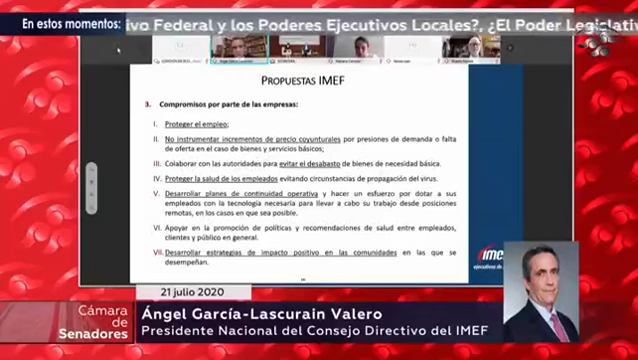 En estos momentos:
ivo Federal y los Poderes Ejecutivos Locales?, ¿El Poder Legislativ
PROPUESTAS IMEF
3. Compromisos por parte de las empresas:
I. Proteger el empleo;
II. No instrumentar incrementos de precio coyunturales por presiones de demanda o falta
de oferta en el caso de bienes y servicios básicos;
III. Colaborar con las autoridades para evitar el desabasto de bienes de necesidad básica.
IV. Proteger la salud de los empleados evitando circunstancias de propagación del virus.
V. Desarrollar planes de continuidad operativa y hacer un esfuerzo por dotar a sus
empleados con la tecnología necesaria para llevar a cabo su trabajo desde posiciones
remotas, en los casos en que sea posible.
VI. Apoyar en la promoción de políticas y recomendaciones de salud entre empleados,
clientes y público en general.
VII. Desarrollar estrategias de impacto positivo en las comunidades en las que se
desempeñan.
imef
ejecutivos de
21 julio 2020
Cámara
de
Senadores
Ángel García-Lascurain Valero
Presidente Nacional del Consejo Directivo del IMEF